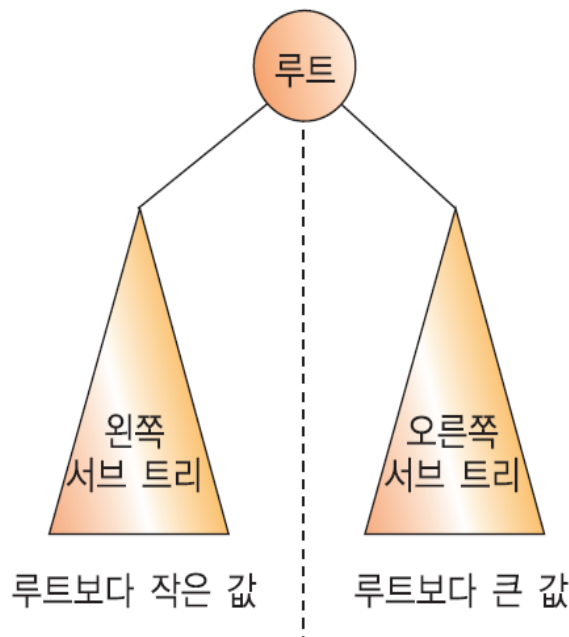 루트
왼쪽
서브 트리
오른쪽
서브 트리
루트보다 작은 값
루트보다 큰 값